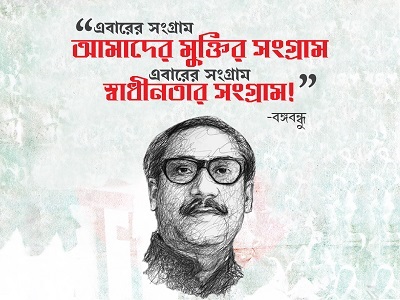 “এবারের সংগ্রাম
আমাদের মুক্তির সংগ্রাম
এবারের সংগ্রাম
স্বাধীনতার সংগ্রাম!”
-বঙ্গবন্ধু